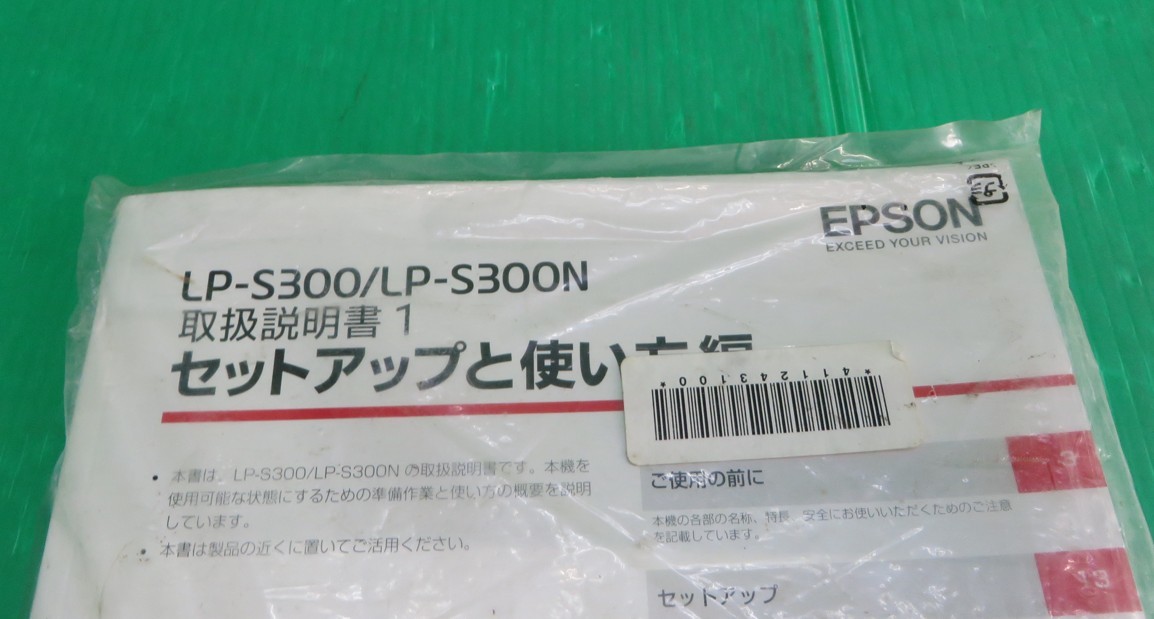 EPSON
EXCEED YOUR VISION
LP-S300/LP-S300N
取扱説明書 1
セットアップと使い方編
*411243100*
• 本書は、LP-S300/LP-S300N の取扱説明書です。本機を
使用可能な状態にするための準備作業と使い方の概要を説明
しています。
• 本書は製品の近くに置いてご活用ください。
ご使用の前に
3
本機の各部の名称、特長、安全にお使いいただくためのご注意
を記載しています。
セットアップ
13